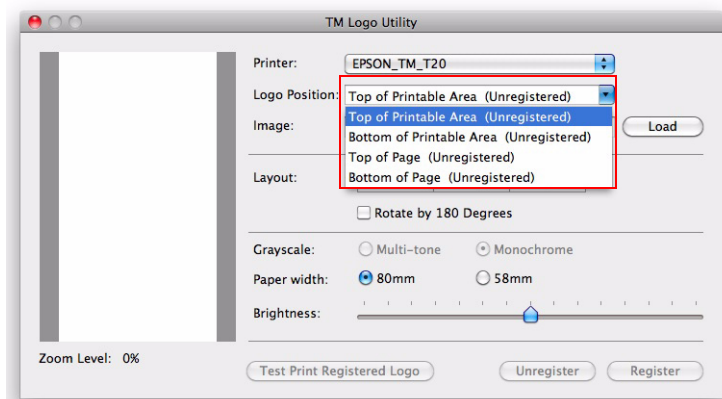 TM Logo Utility
Printer: EPSON_TM_T20
Logo Position: Top of Printable Area (Unregistered)
Top of Printable Area (Unregistered)
Image: Load
Bottom of Printable Area (Unregistered)
Top of Page (Unregistered)
Layout: Bottom of Page (Unregistered)
Rotate by 180 Degrees
Grayscale: Multi-tone Monochrome
Paper width: 80mm 58mm
Brightness:
Zoom Level: 0%
Test Print Registered Logo Unregister Register